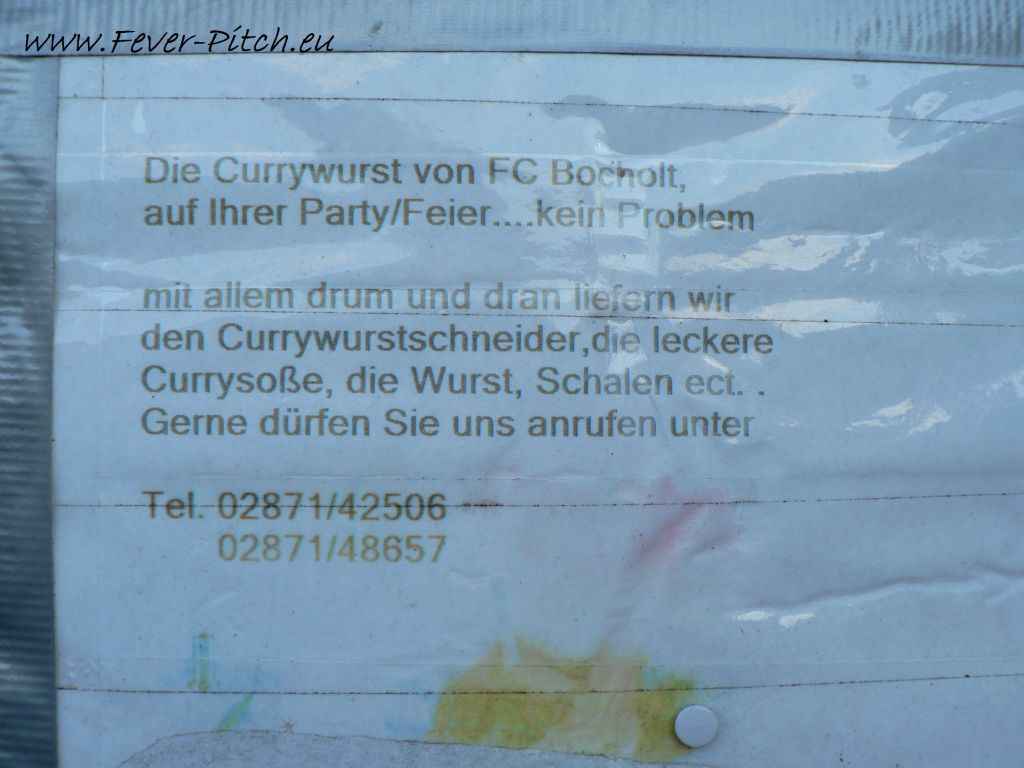 www.Fever-Pitch.eu
Die Currywurst von FC Bocholt,
auf Ihrer Party/Feier....kein Problem
mit allem drum und dran liefern wir
den Currywurstschneider,die leckere
Currysoße, die Wurst, Schalen ect. .
Gerne dürfen Sie uns anrufen unter
Tel. 02871/42506
02871/48657